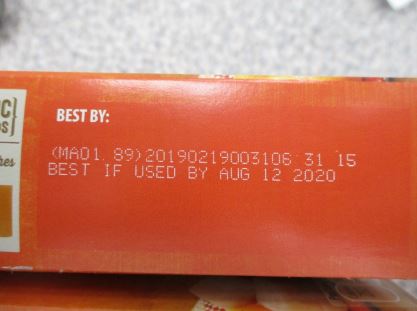 BEST BY:
(MA01 89)20190219003106 31 15
BEST IF USED BY AUG 12 2020